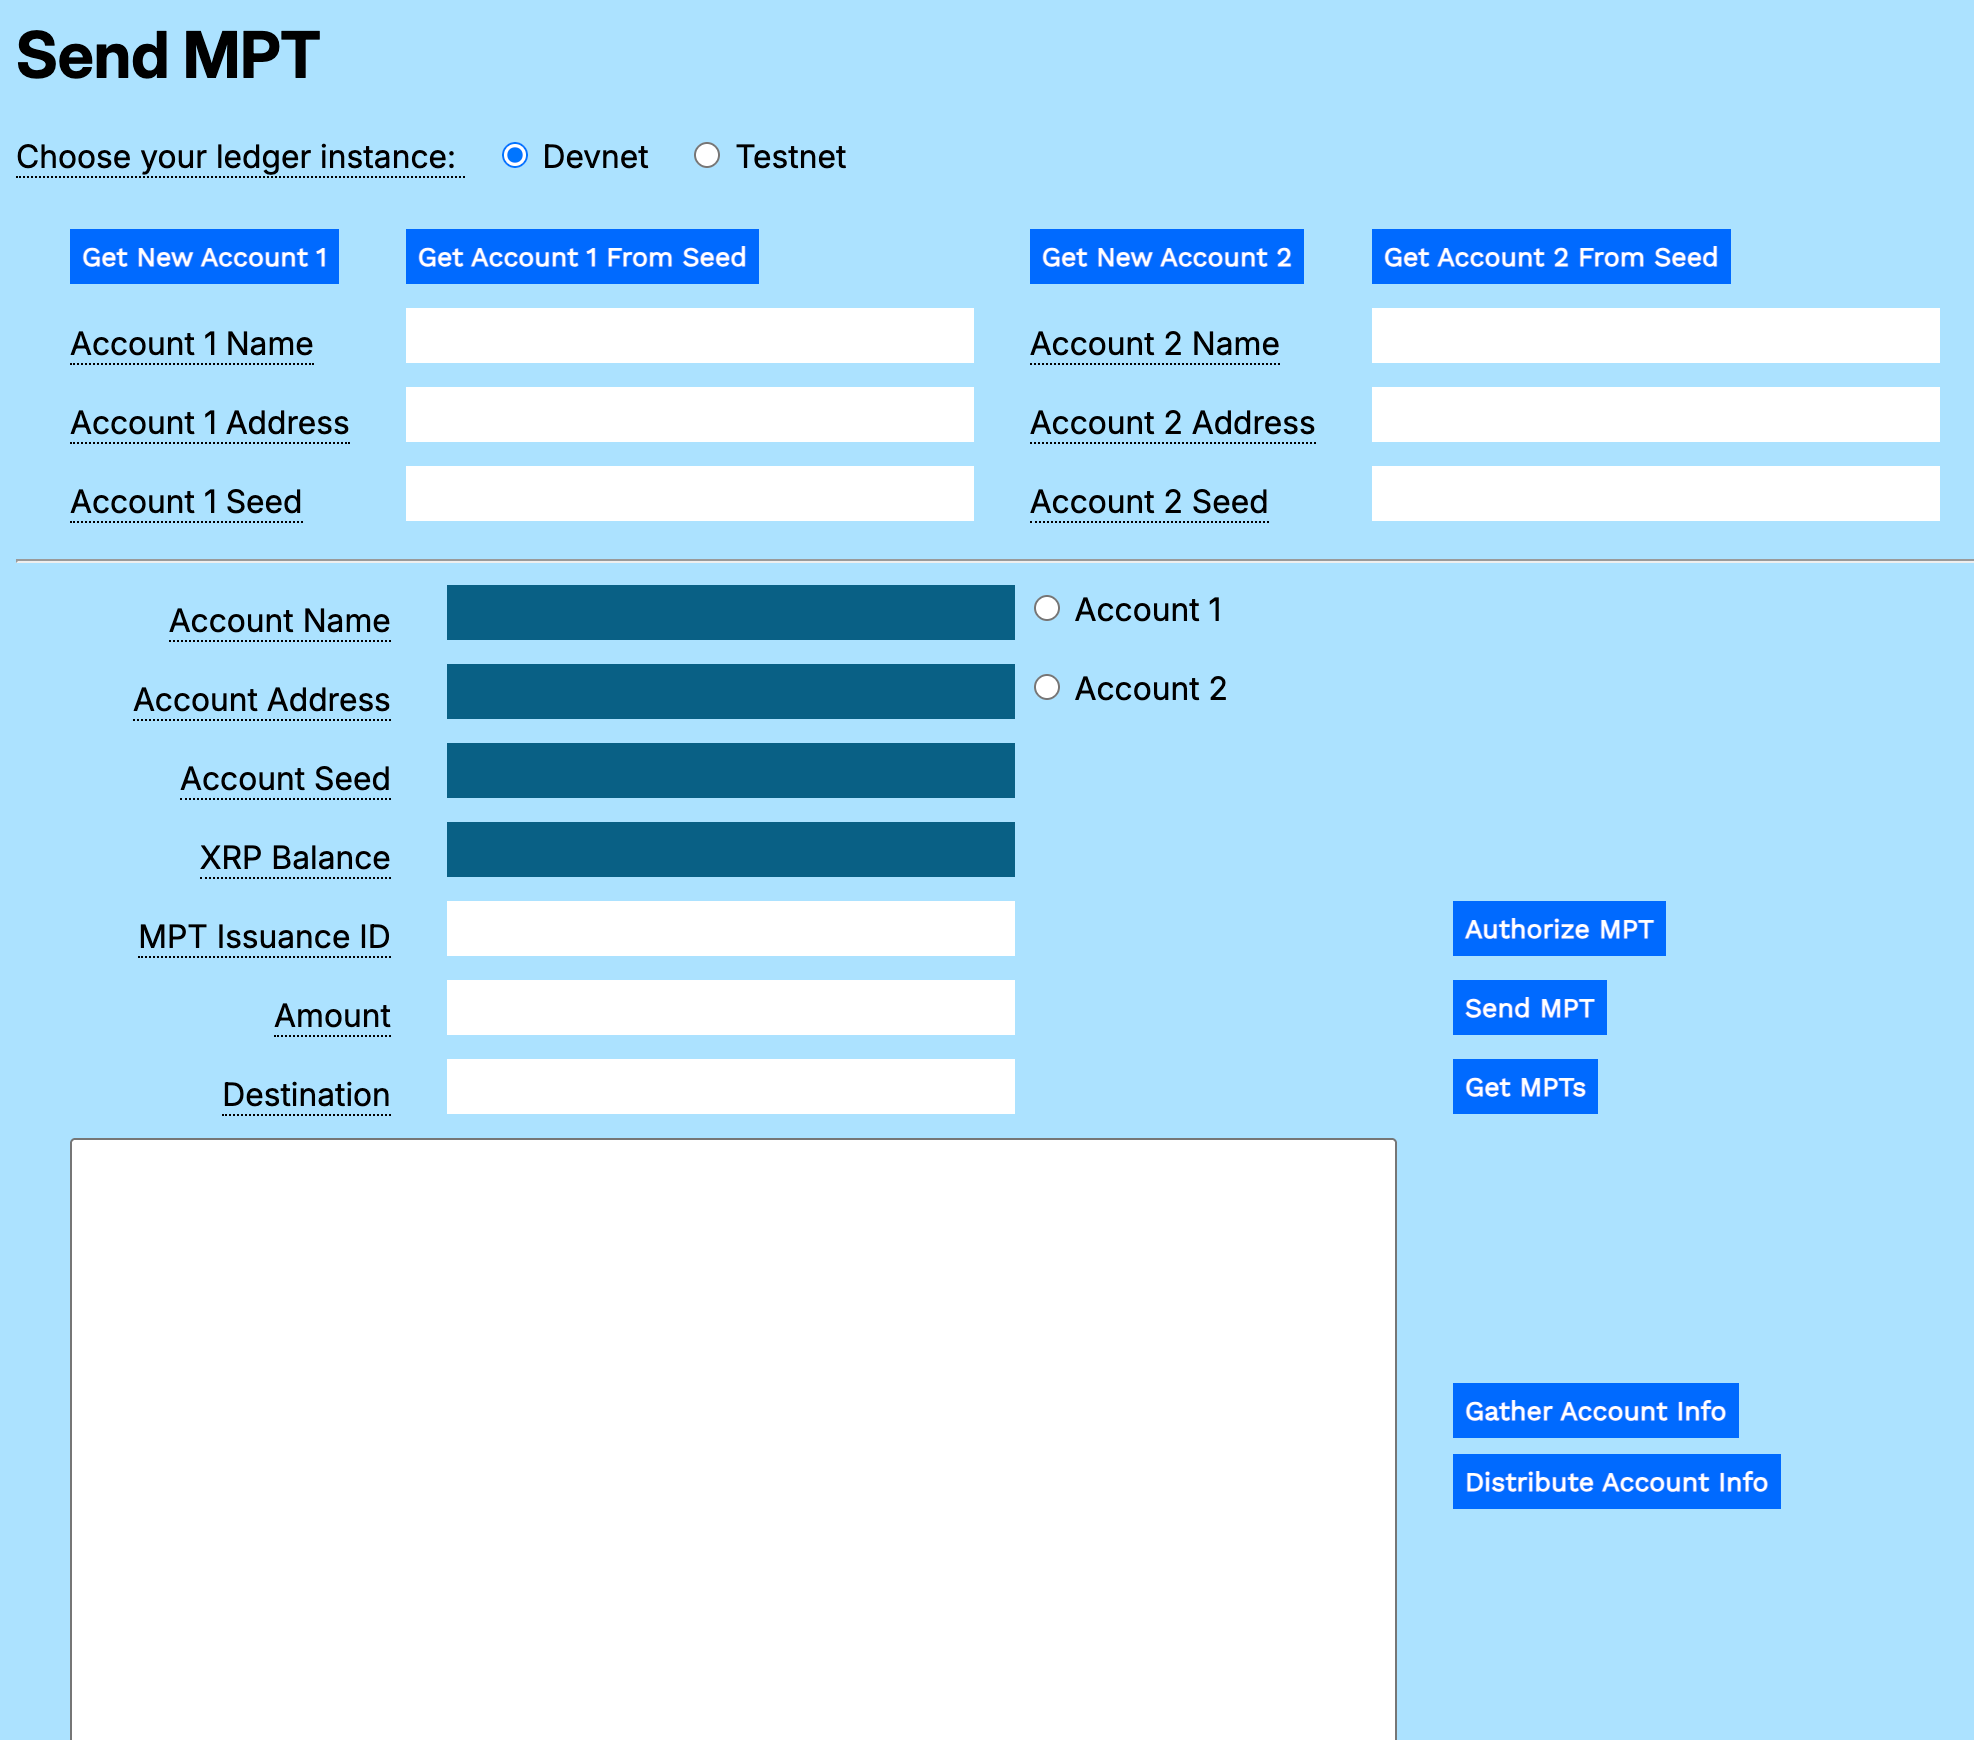 Send MPT
Choose your ledger instance: Devnet Testnet
Get New Account 1 Get Account 1 From Seed Get New Account 2 Get Account 2 From Seed
Account 1 Name Account 2 Name
Account 1 Address Account 2 Address
Account 1 Seed Account 2 Seed
Account Name Account 1
Account Address Account 2
Account Seed
XRP Balance
MPT Issuance ID Authorize MPT
Amount Send MPT
Destination Get MPTs
Gather Account Info
Distribute Account Info